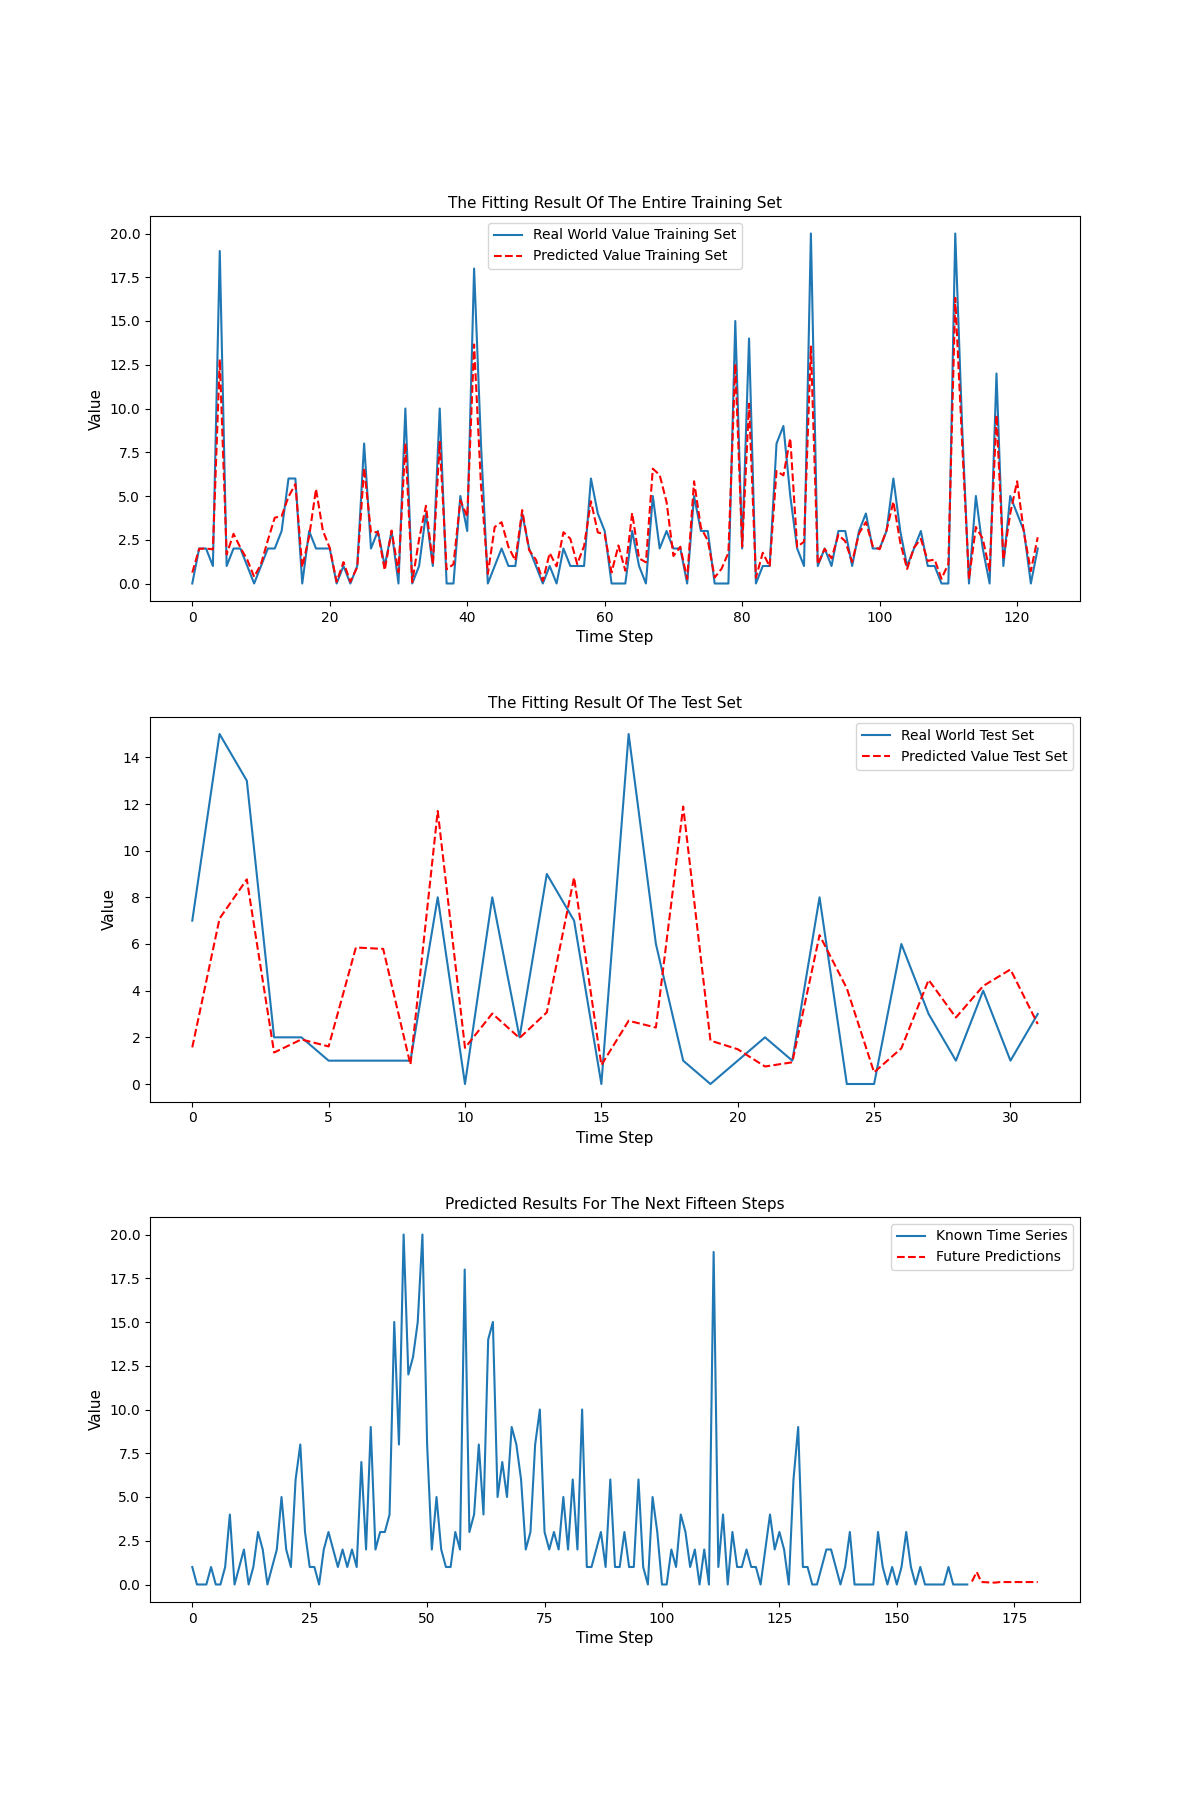 The Fitting Result Of The Entire Training Set
Real World Value Training Set
Predicted Value Training Set
Value
20.0
17.5
15.0
12.5
10.0
7.5
5.0
2.5
0.0
0 20 40 60 80 100 120
Time Step
The Fitting Result Of The Test Set
Real World Test Set
Predicted Value Test Set
Value
14
12
10
8
6
4
2
0
0 5 10 15 20 25 30
Time Step
Predicted Results For The Next Fifteen Steps
Known Time Series
Future Predictions
Value
20.0
17.5
15.0
12.5
10.0
7.5
5.0
2.5
0.0
0 25 50 75 100 125 150 175
Time Step